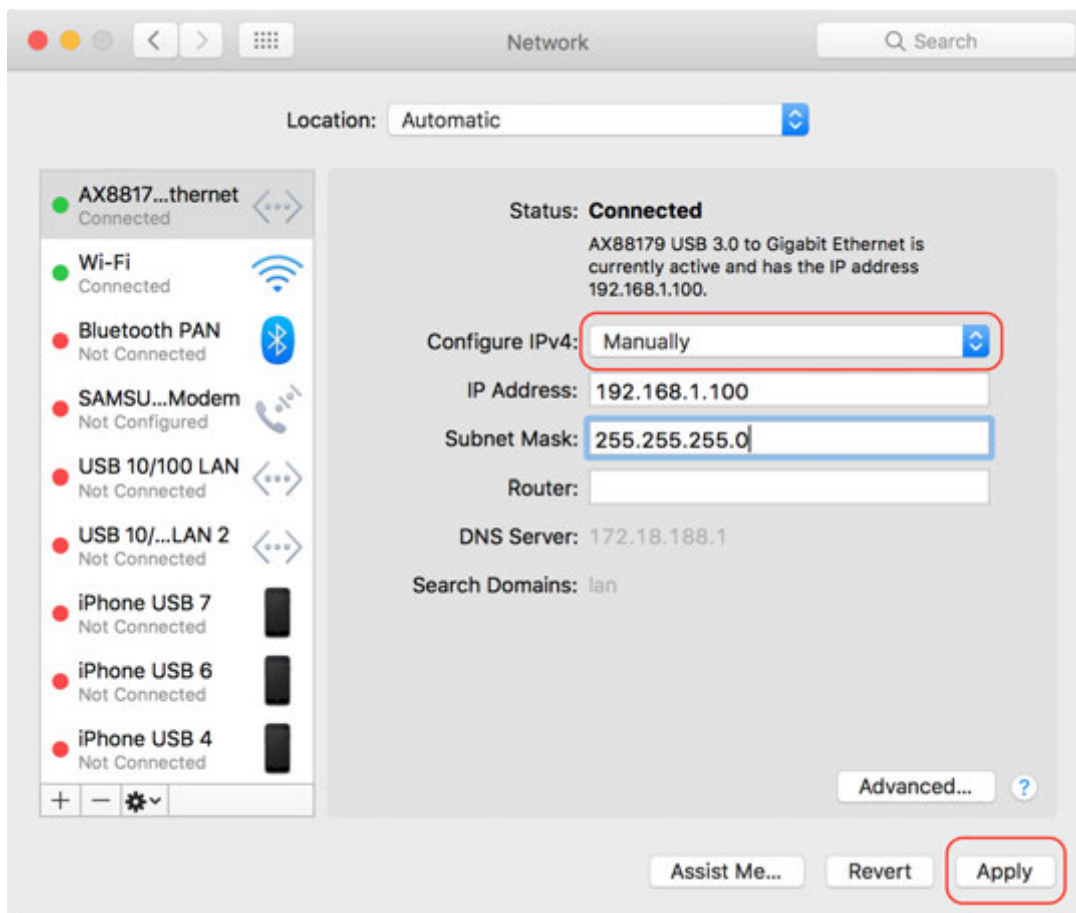 Network
Search
Location: Automatic
AX8817...thernet
Connected
Wi-Fi
Connected
Bluetooth PAN
Not Connected
SAMSU...Modem
Not Configured
USB 10/100 LAN
Not Connected
USB 10/...LAN 2
Not Connected
iPhone USB 7
Not Connected
iPhone USB 6
Not Connected
iPhone USB 4
Not Connected
Status: Connected
AX88179 USB 3.0 to Gigabit Ethernet is
currently active and has the IP address
192.168.1.100.
Configure IPv4: Manually
IP Address: 192.168.1.100
Subnet Mask: 255.255.255.0
Router:
DNS Server: 172.18.188.1
Search Domains: lan
Advanced... ?
Assist Me... Revert Apply